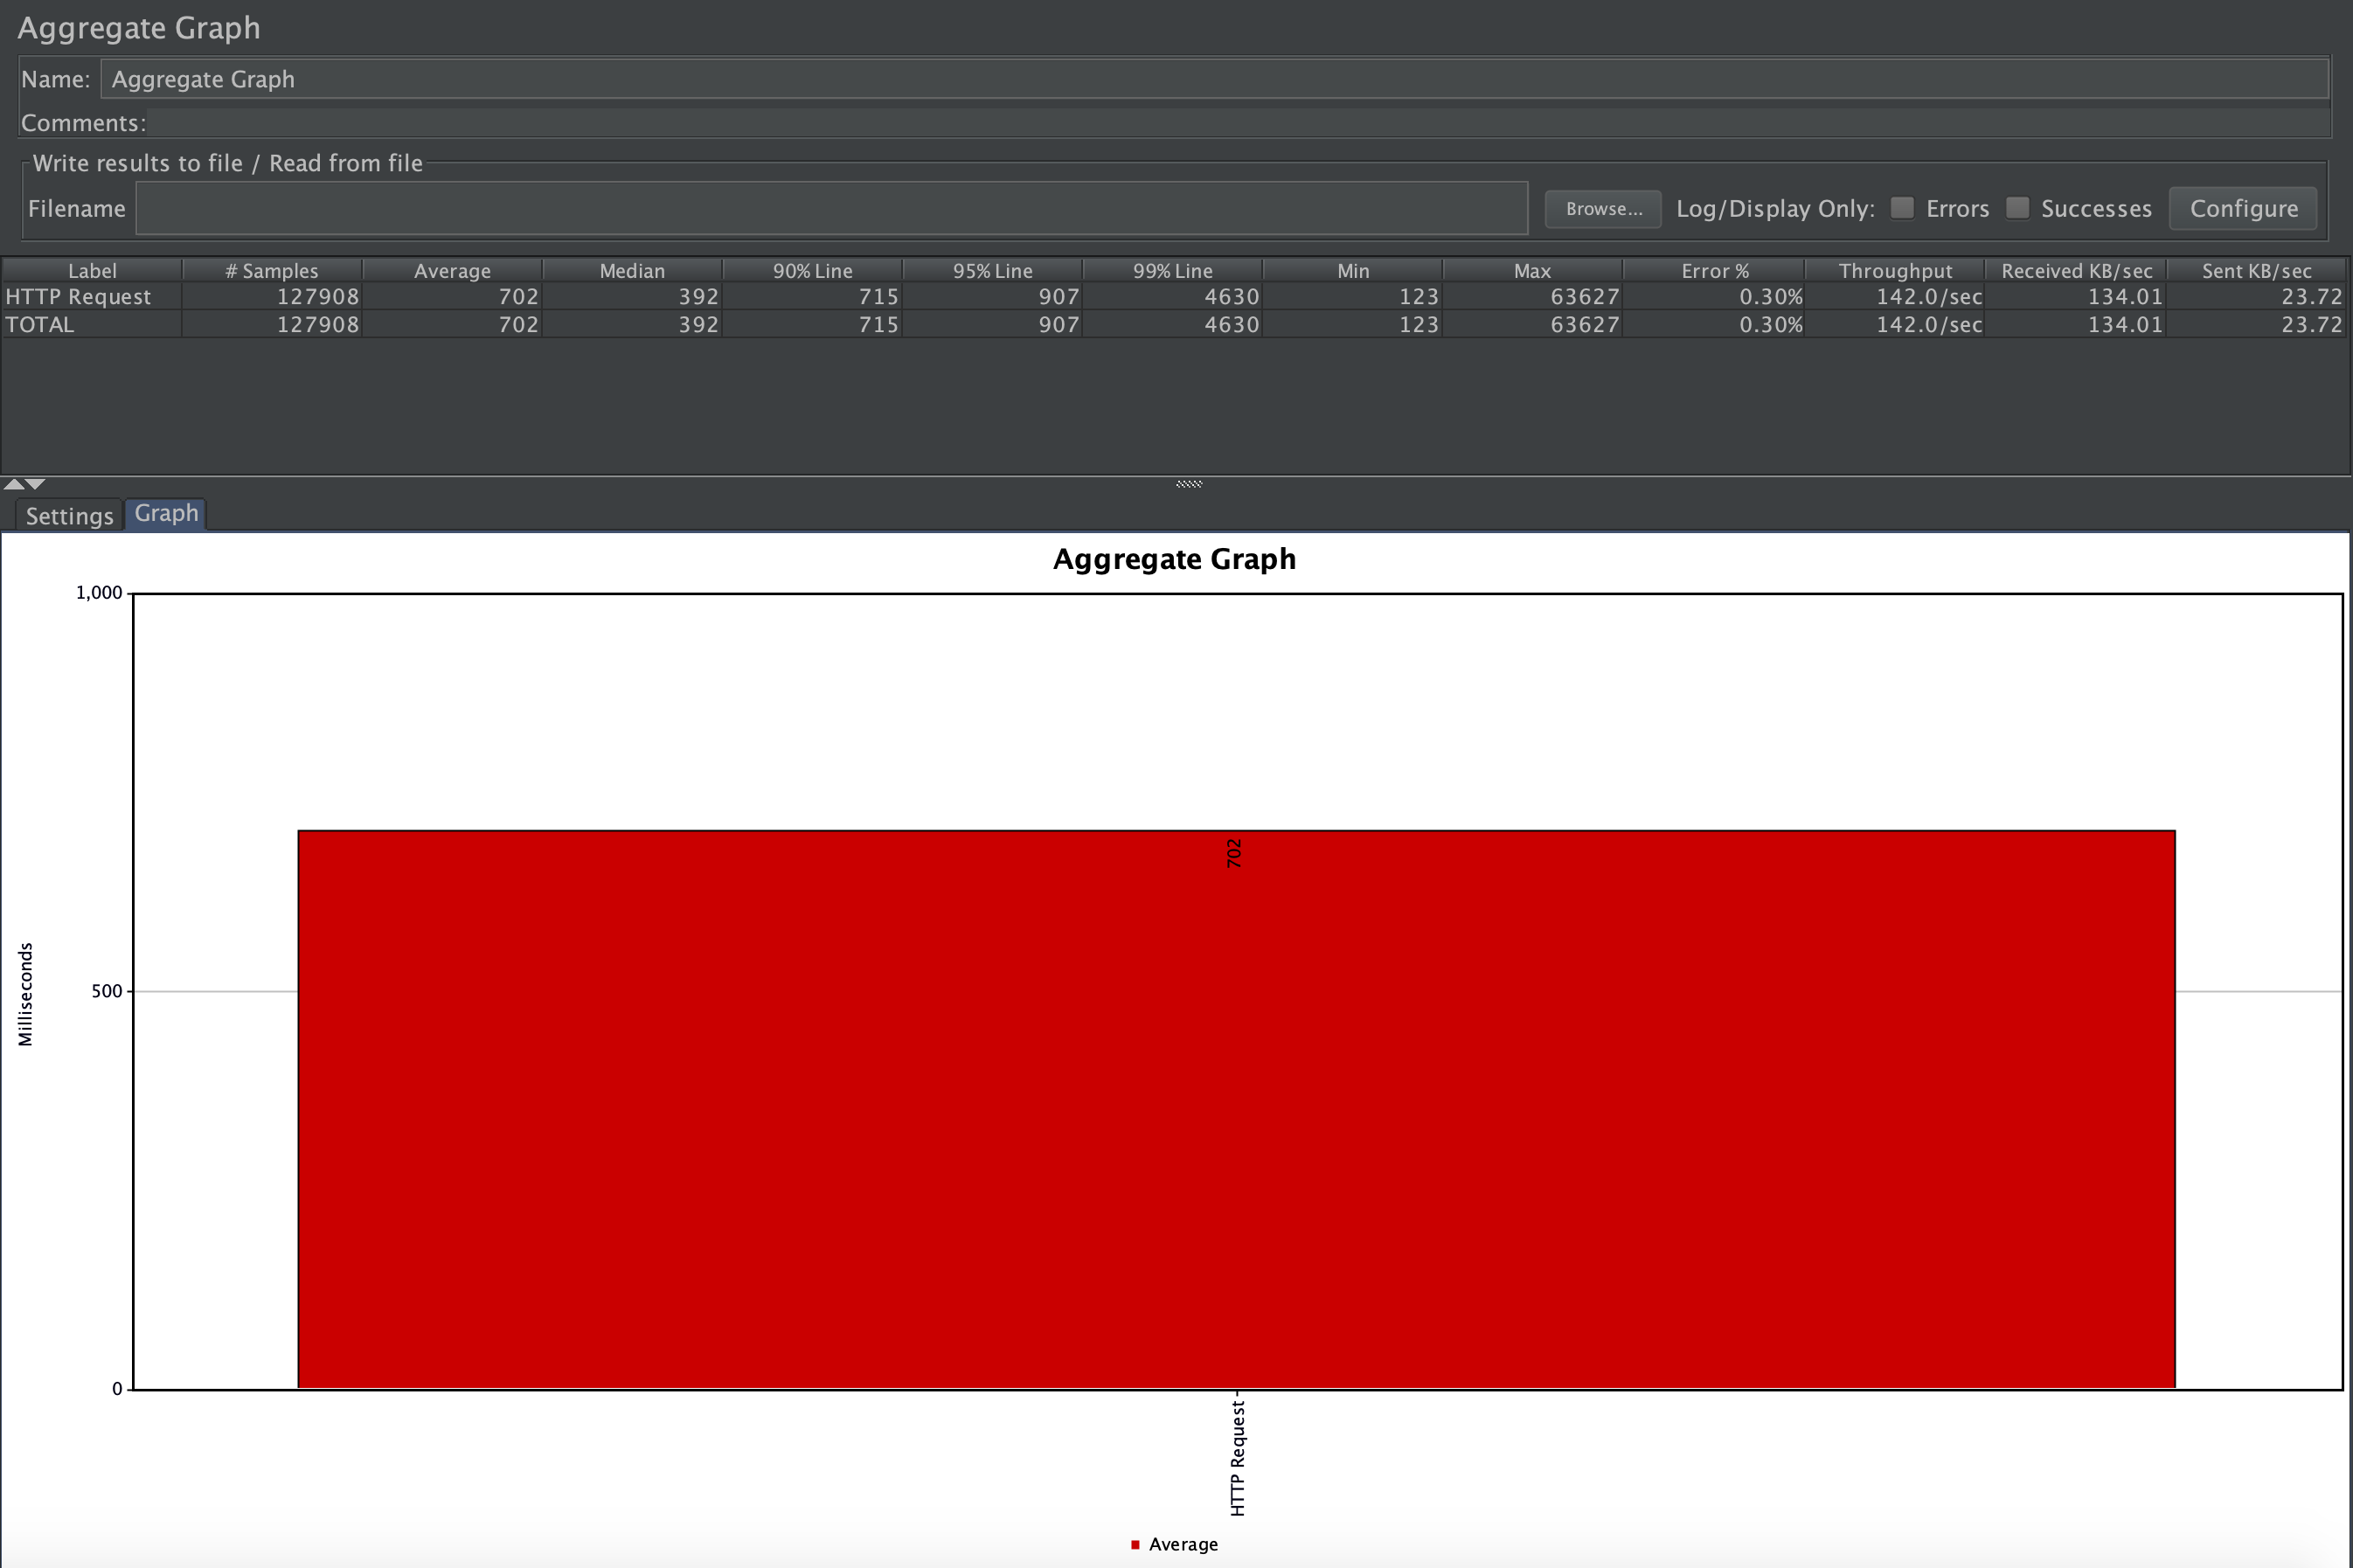 Aggregate Graph
Name: Aggregate Graph
Comments:
Write results to file / Read from file
Filename Browse... Log/Display Only: Errors Successes Configure
Label # Samples Average Median 90% Line 95% Line 99% Line Min Max Error % Throughput Received KB/sec Sent KB/sec
HTTP Request 127908 702 392 715 907 4630 123 63627 0.30% 142.0/sec 134.01 23.72
TOTAL 127908 702 392 715 907 4630 123 63627 0.30% 142.0/sec 134.01 23.72
Settings Graph
Aggregate Graph
1,000
702
Milliseconds
500
0
HTTP Request
Average